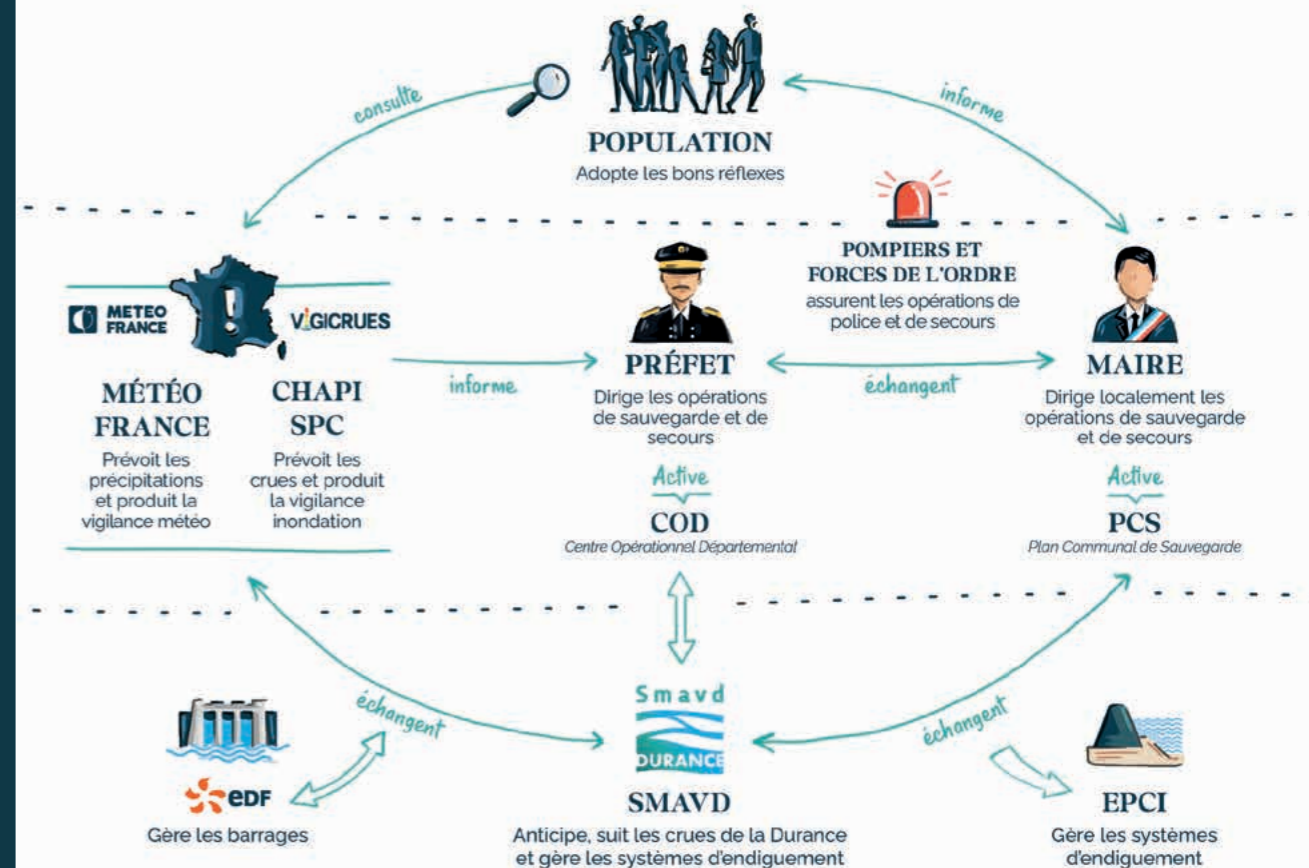 consulte
informe
POPULATION
Adopte les bons réflexes
METEO
FRANCE
VIGICRUES
MÉTÉO
FRANCE
Prévoit les
précipitations
et produit la
vigilance météo
CHAPI
SPC
Prévoit les
crues et produit
la vigilance
inondation
informe
PRÉFET
Dirige les opérations
de sauvegarde et de
secours
Active
COD
Centre Opérationnel Départemental
POMPIERS ET
FORCES DE L'ORDRE
assurent les opérations de
police et de secours
échangent
MAIRE
Dirige localement les
opérations de sauvegarde
et de secours
Active
PCS
Plan Communal de Sauvegarde
échangent
échangent
edf
Gère les barrages
Smavd
DURANCE
SMAVD
Anticipe, suit les crues de la Durance
et gère les systèmes d'endiguement
EPCI
Gère les systèmes
d'endiguement